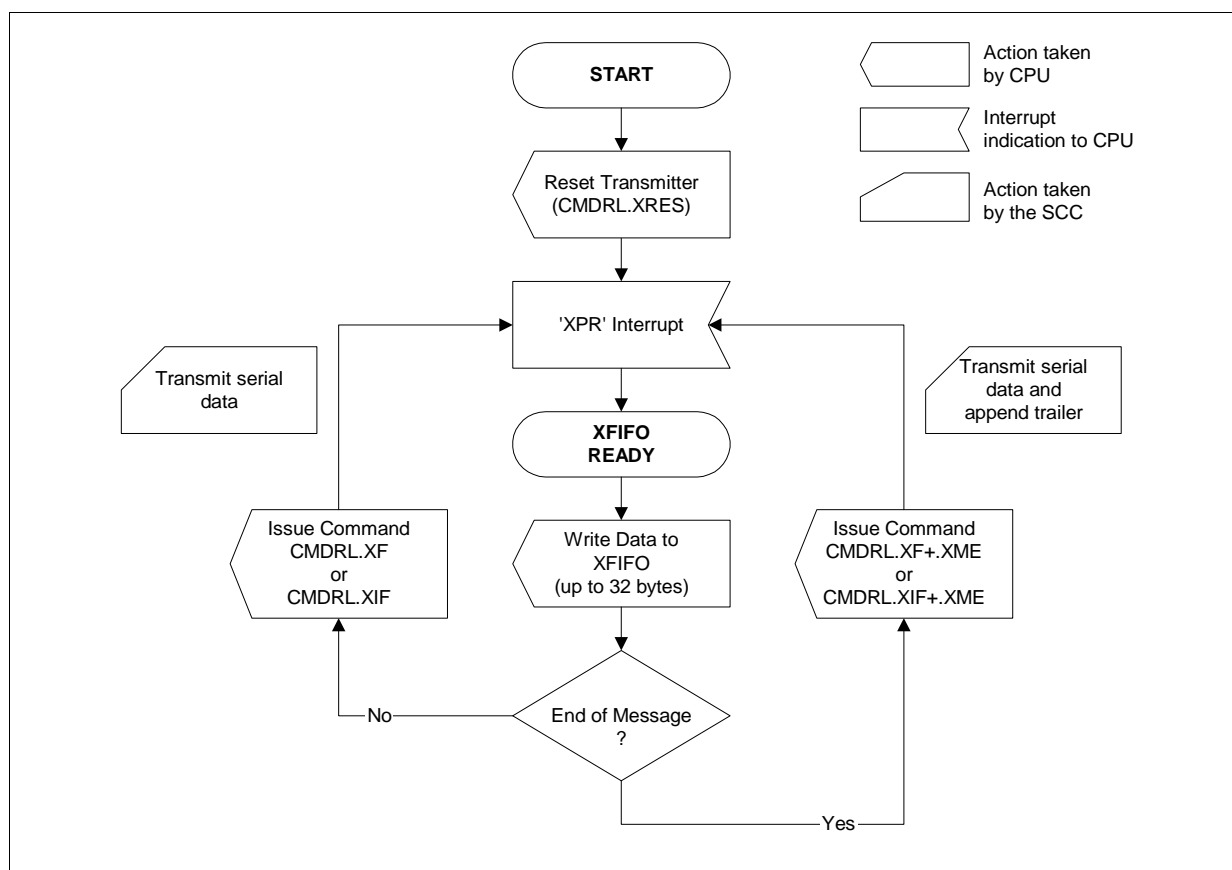 START
Action taken
by CPU
Interrupt
indication to CPU
Action taken
by the SCC
Reset Transmitter
(CMDRL.XRES)
'XPR' Interrupt
Transmit serial
data
Transmit serial
data and
append trailer
XFIFO
READY
Issue Command
CMDRL.XF
or
CMDRL.XIF
Write Data to
XFIFO
(up to 32 bytes)
Issue Command
CMDRL.XF+.XME
or
CMDRL.XIF+.XME
No
End of Message
?
Yes